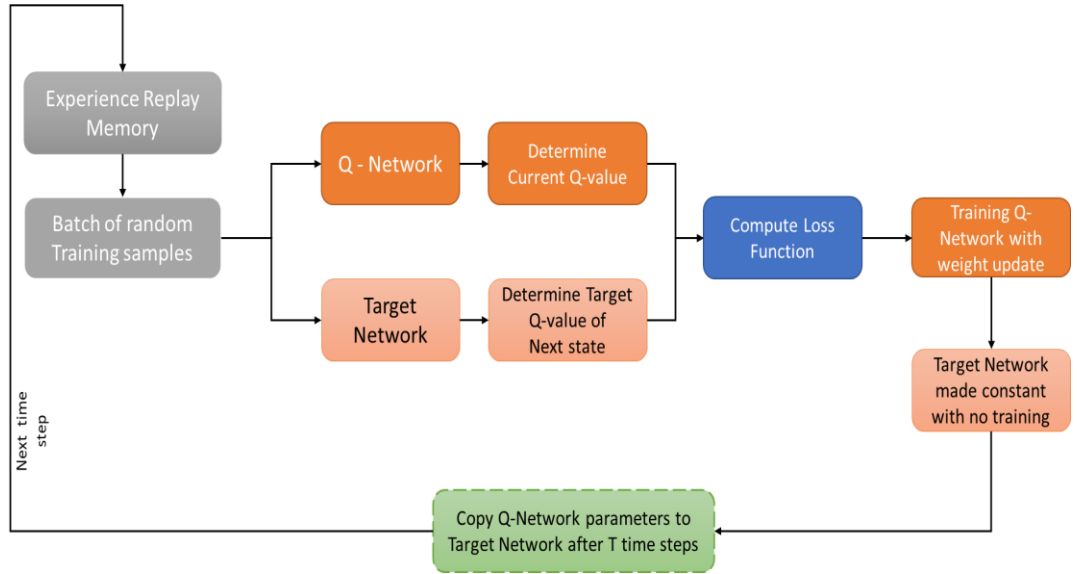 Experience Replay
Memory
Batch of random
Training samples
Q - Network
Determine
Current Q-value
Target
Network
Determine Target
Q-value of
Next state
Compute Loss
Function
Training Q-
Network with
weight update
Target Network
made constant
with no training
Copy Q-Network parameters to
Target Network after T time steps
Next time
step